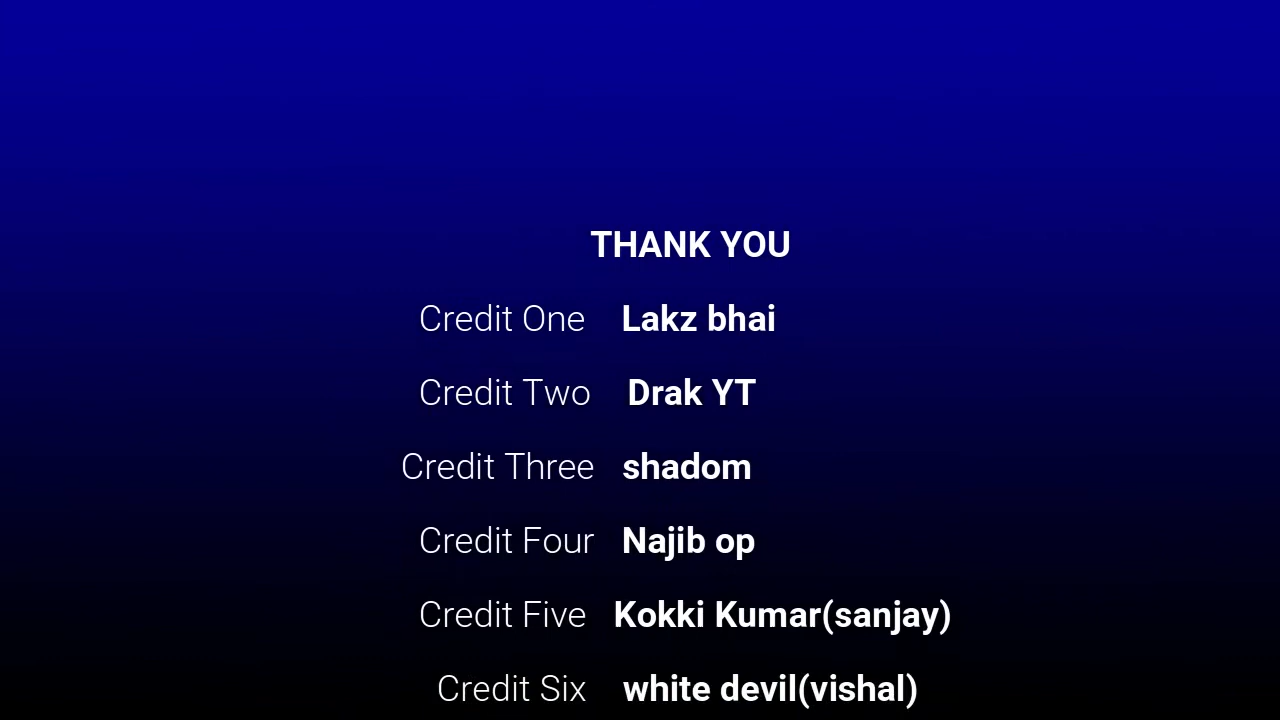 THANK YOU
Credit One Lakz bhai
Credit Two Drak YT
Credit Three shadom
Credit Four Najib op
Credit Five Kokki Kumar(sanjay)
Credit Six white devil(vishal)